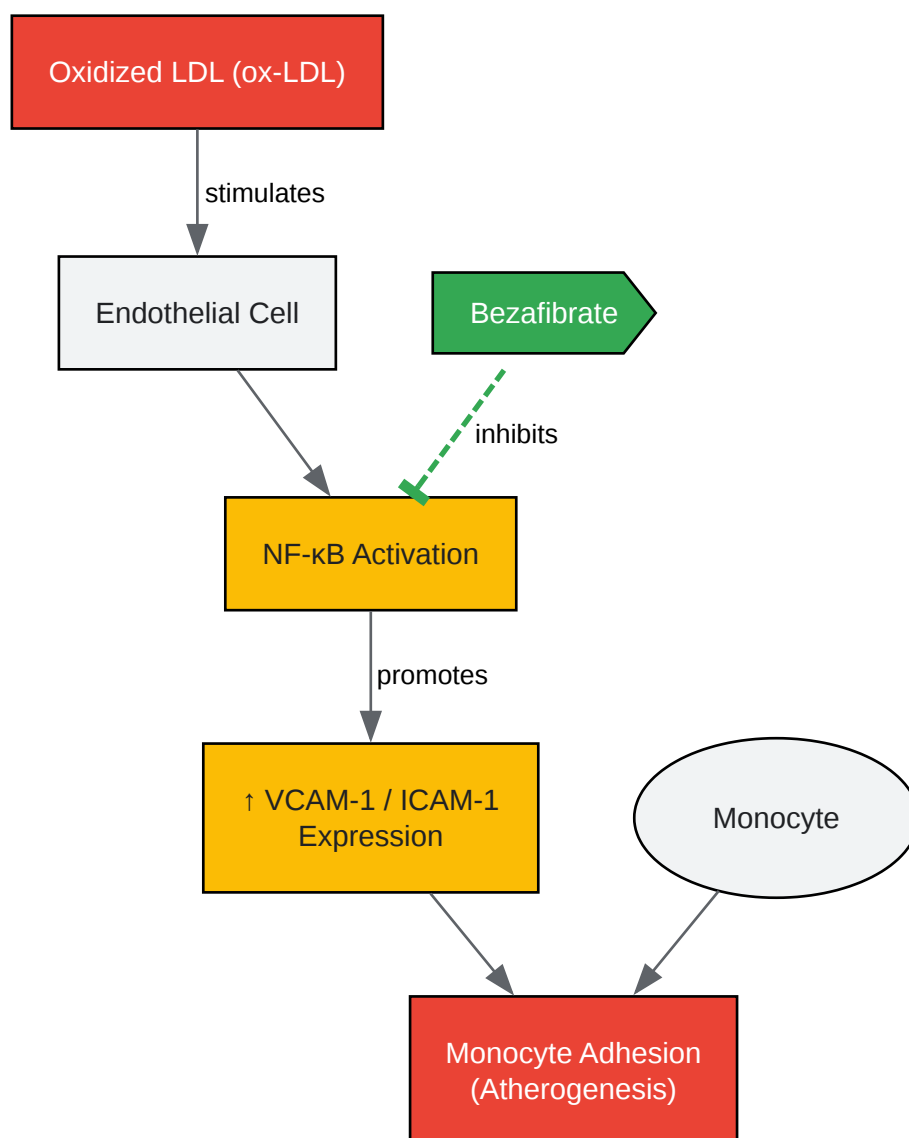 Oxidized LDL (ox-LDL)
stimulates
Endothelial Cell
Bezafibrate
inhibits
NF-κB Activation
promotes
↑ VCAM-1 / ICAM-1
Expression
Monocyte
Monocyte Adhesion
(Atherogenesis)